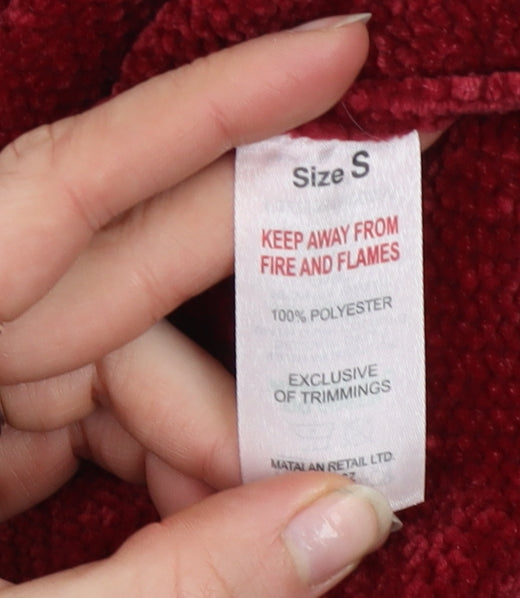 Size S
KEEP AWAY FROM
FIRE AND FLAMES
100% POLYESTER
EXCLUSIVE
OF TRIMMINGS
MATALAN RETAIL LTD.